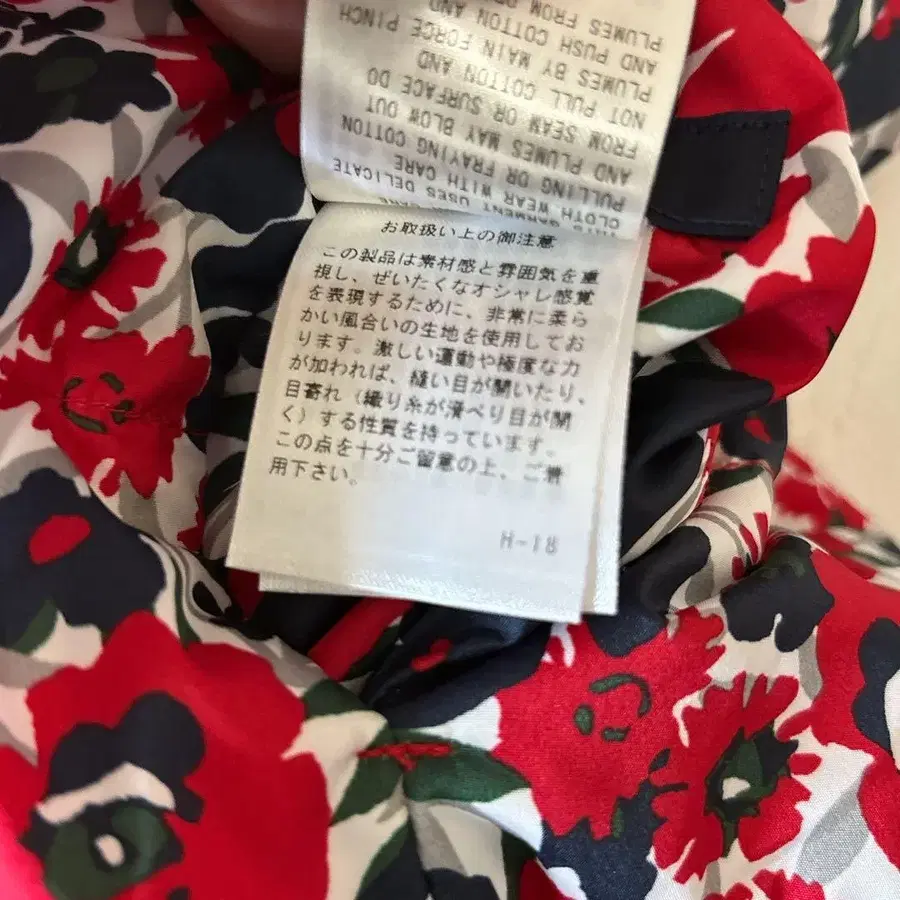 THIS GARMENT USES DELICATE
CLOTH WEAR WITH CARE
PULLING OR FRAYING COTTON
AND PLUMES MAY BLOW OUT
FROM SEAM OR SURFACE DO
NOT PULL COTTON AND
PLUMES BY MAIN FORCE PINCH
AND PUSH COTTON AND
PLUMES FROM
お取扱い上の御注意
この製品は素材感と雰囲気を重
視し、ぜいたくなオシャレ感覚
を表現するために、非常に柔ら
かい風合いの生地を使用してお
ります。激しい運動や極度な力
が加われば、縫い目が開いたり、
目寄れ（織り糸が滑べり目が開
く）する性質を持っています。
この点を十分ご留意の上、ご着
用下さい。
H-18